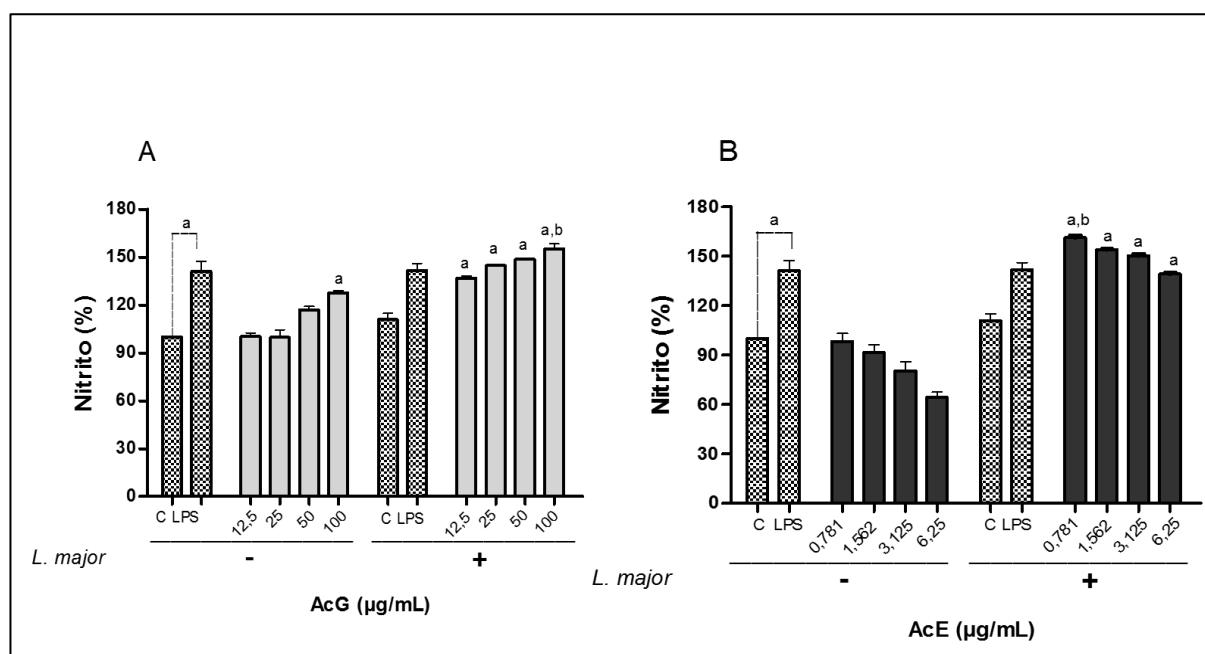 A
Nitrito (%)
180
150
120
90
60
30
0
a
a
a
a
a
a,b
C LPS
12,5
25
50
100
C LPS
12,5
25
50
100
L. major
-
+
AcG (µg/mL)
B
Nitrito (%)
180
150
120
90
60
30
0
a
a,b
a
a
a
C
LPS
0,781
1,562
3,125
6,25
C
LPS
0,781
1,562
3,125
6,25
L. major
-
+
AcE (µg/mL)